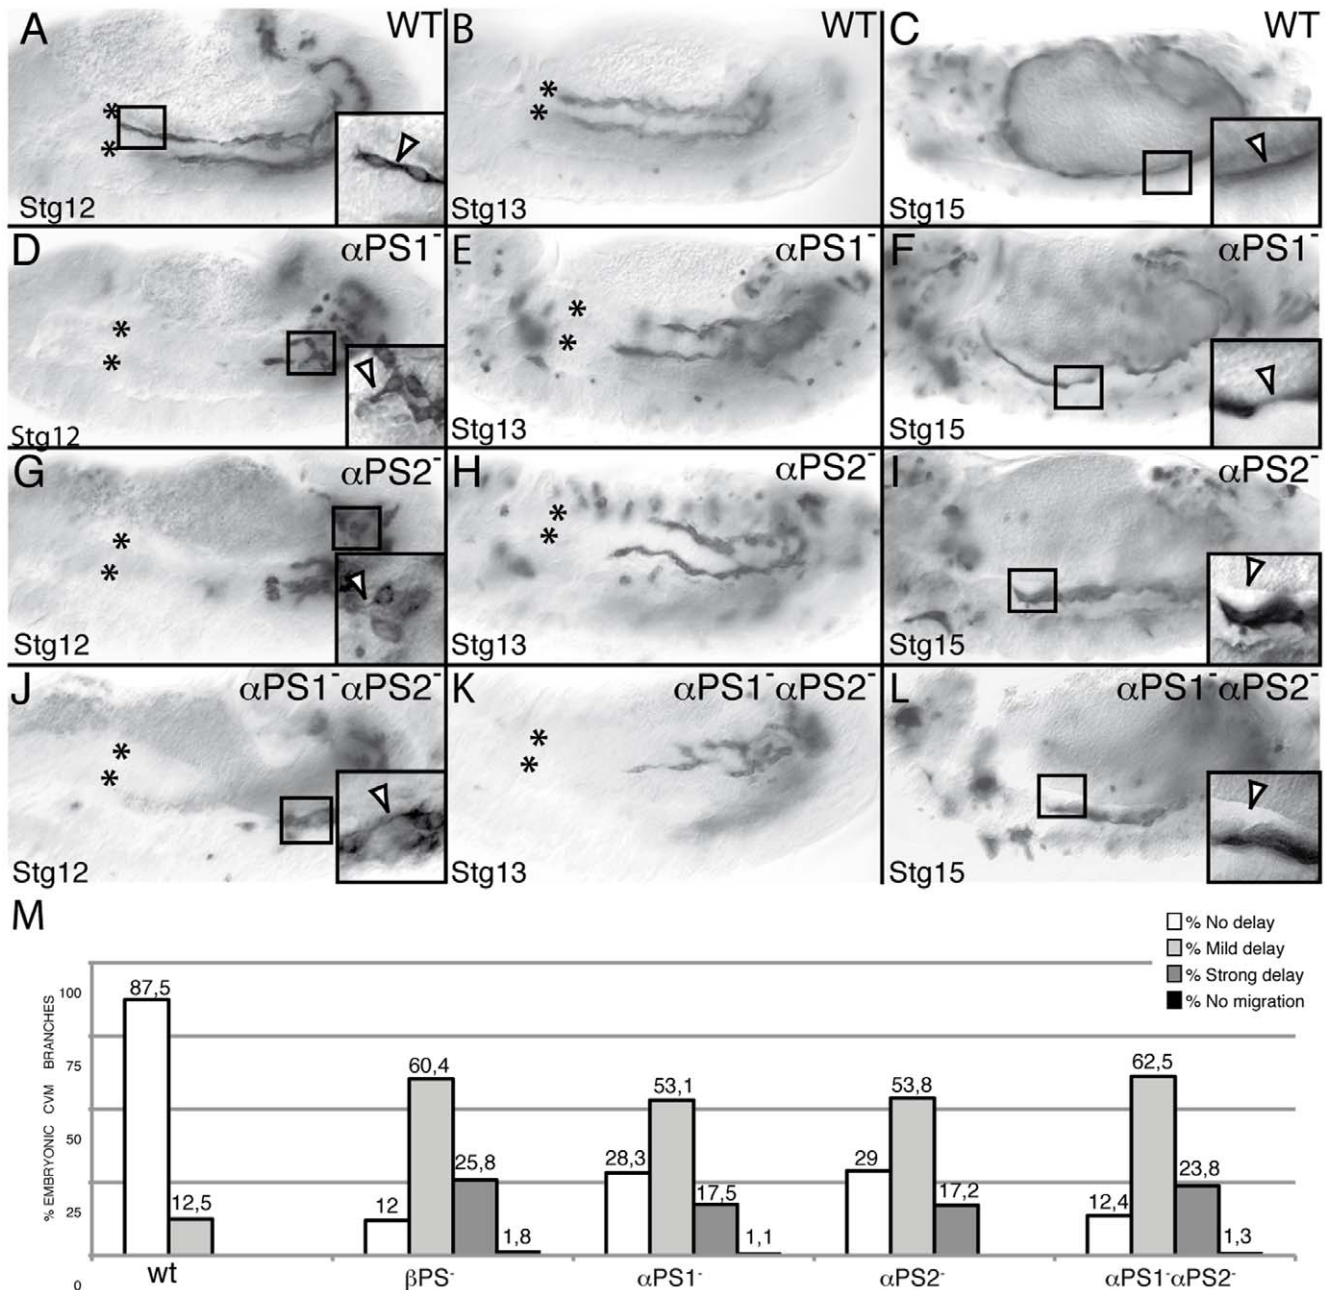 A WT
* *
Stg12
B WT
* *
Stg13
C WT
Stg15
D αPS1⁻
* *
Stg12
E αPS1⁻
* *
Stg13
F αPS1⁻
Stg15
G αPS2⁻
* *
Stg12
H αPS2⁻
* *
Stg13
I αPS2⁻
Stg15
J αPS1⁻αPS2⁻
* *
Stg12
K αPS1⁻αPS2⁻
* *
Stg13
L αPS1⁻αPS2⁻
Stg15
M
% No delay
% Mild delay
% Strong delay
% No migration
% EMBRYONIC CVM BRANCHES
100
75
50
25
0
87,5
12,5
12
60,4
25,8
1,8
28,3
53,1
17,5
1,1
29
53,8
17,2
12,4
62,5
23,8
1,3
wt
βPS⁻
αPS1⁻
αPS2⁻
αPS1⁻αPS2⁻